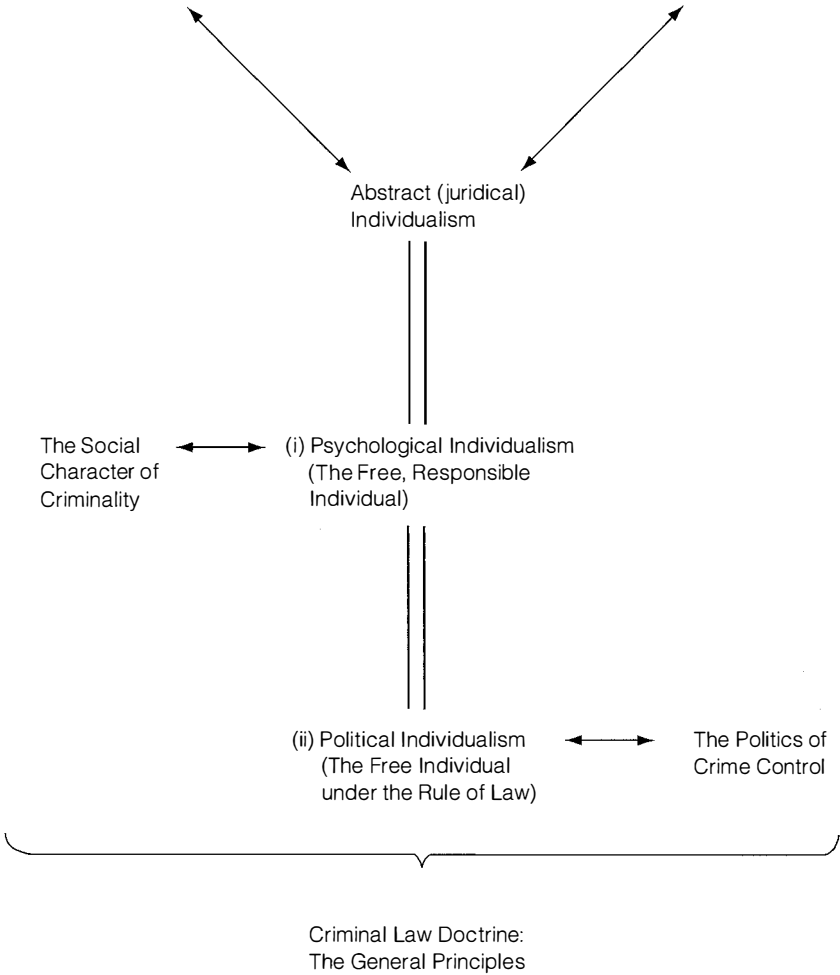 Abstract (juridical)
Individualism
The Social
Character of
Criminality
(i) Psychological Individualism
(The Free, Responsible
Individual)
(ii) Political Individualism
(The Free Individual
under the Rule of Law)
The Politics of
Crime Control
Criminal Law Doctrine:
The General Principles